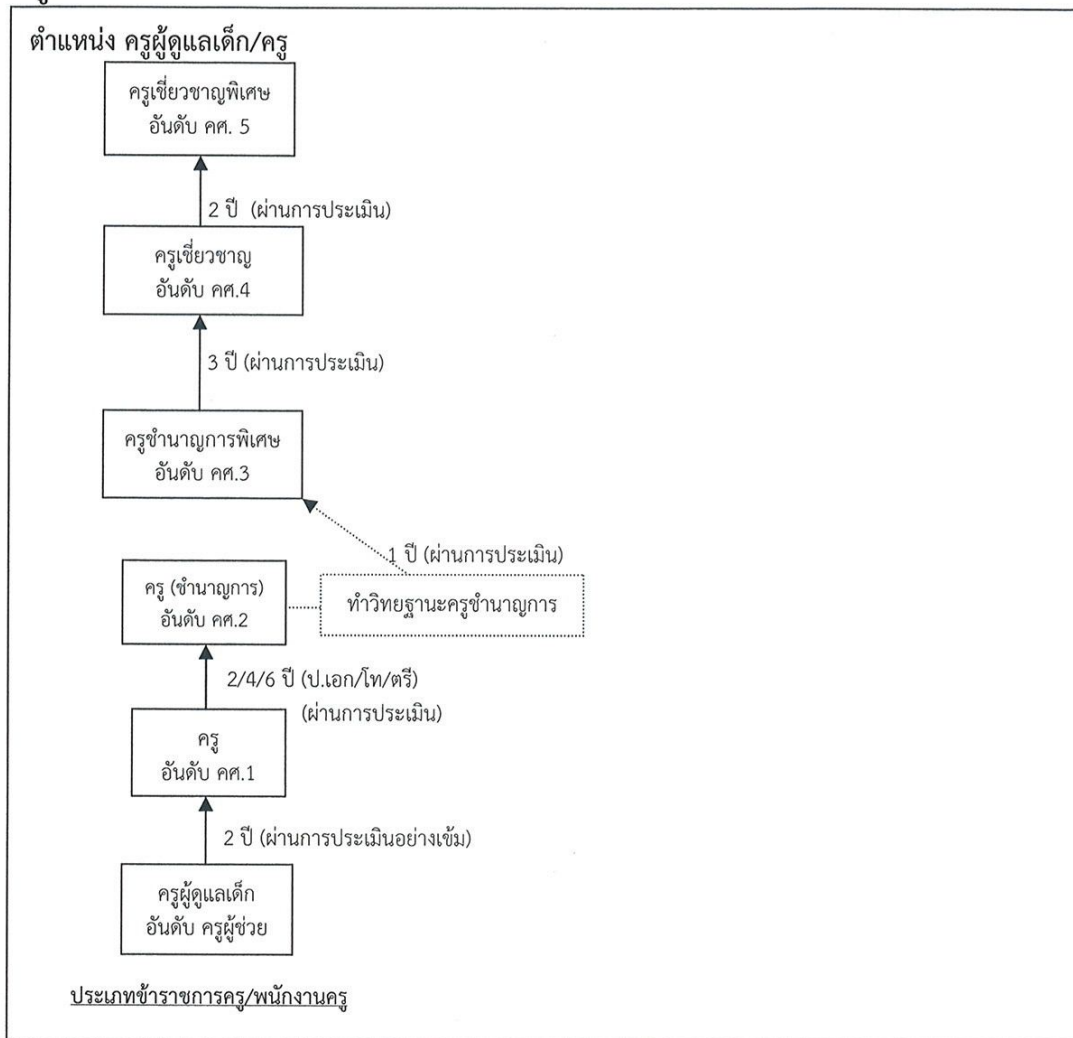 ตำแหน่ง ครูผู้ดูแลเด็ก/ครู
ครูเชี่ยวชาญพิเศษ
อันดับ คศ. 5
2 ปี (ผ่านการประเมิน)
ครูเชี่ยวชาญ
อันดับ คศ.4
3 ปี (ผ่านการประเมิน)
ครูชำนาญการพิเศษ
อันดับ คศ.3
1 ปี (ผ่านการประเมิน)
ครู (ชำนาญการ)
อันดับ คศ.2
ทำวิทยฐานะครูชำนาญการ
2/4/6 ปี (ป.เอก/โท/ตรี)
(ผ่านการประเมิน)
ครู
อันดับ คศ.1
2 ปี (ผ่านการประเมินอย่างเข้ม)
ครูผู้ดูแลเด็ก
อันดับ ครูผู้ช่วย
ประเภทข้าราชการครู/พนักงานครู